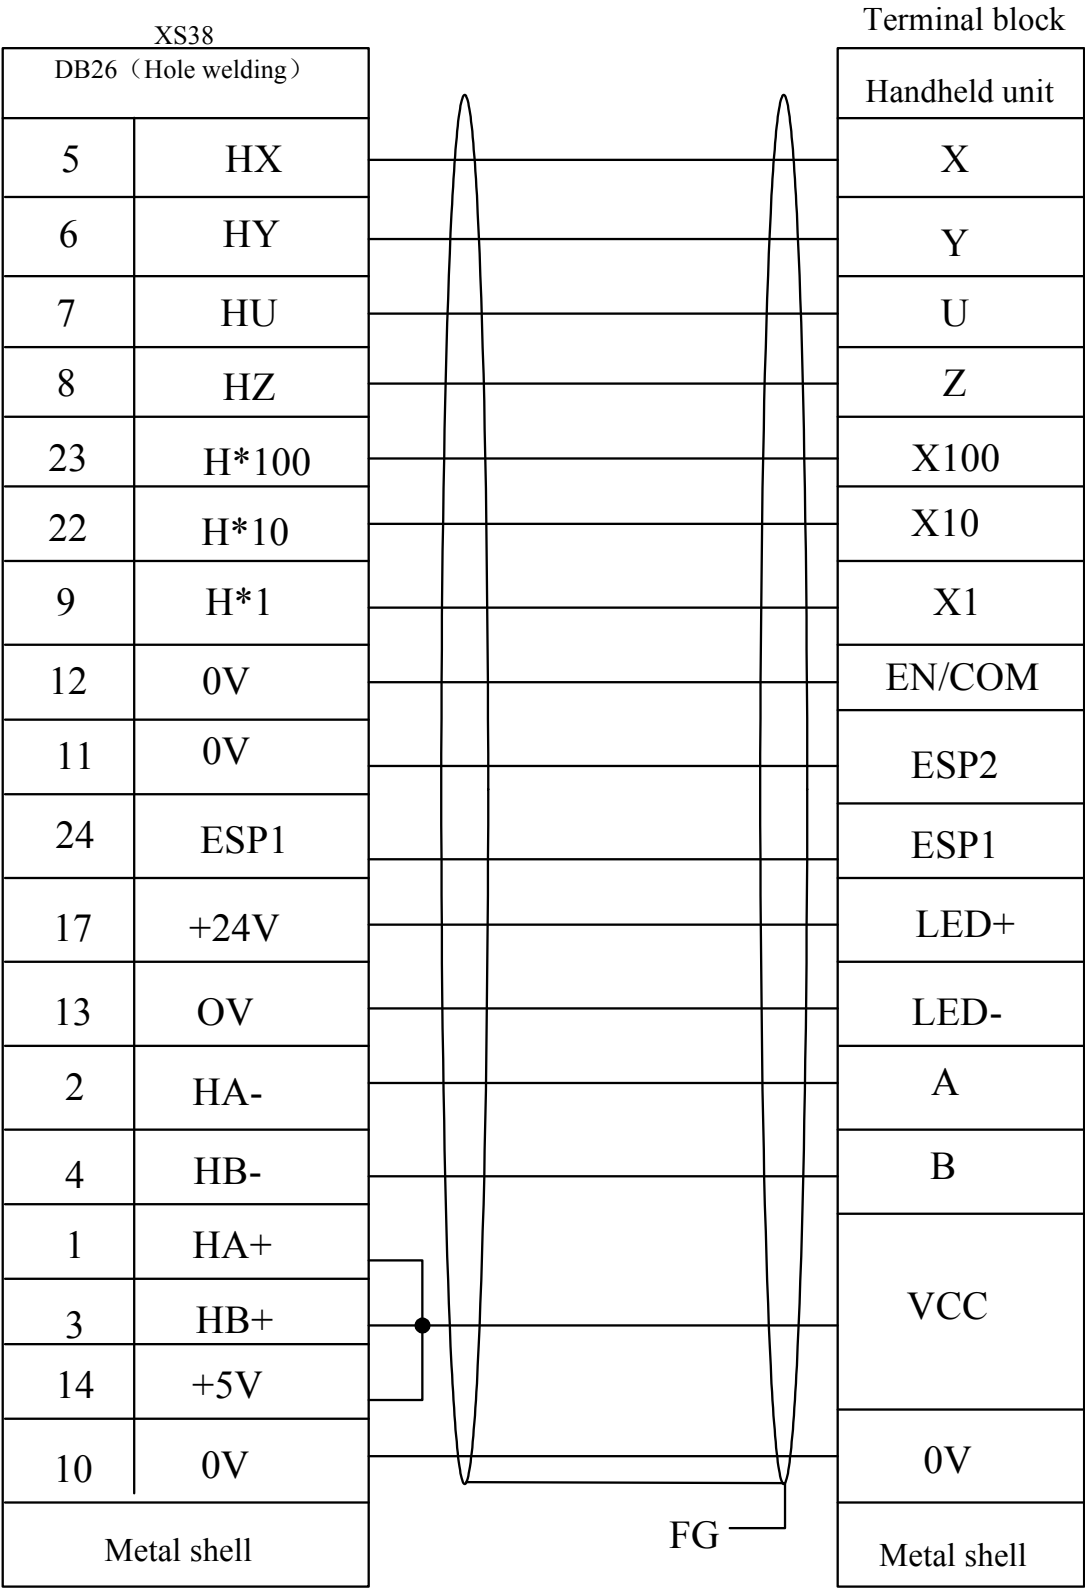 XS38
Terminal block
DB26（Hole welding）
Handheld unit
5 HX X
6 HY Y
7 HU U
8 HZ Z
23 H*100 X100
22 H*10 X10
9 H*1 X1
12 0V EN/COM
11 0V ESP2
24 ESP1 ESP1
17 +24V LED+
13 OV LED-
2 HA- A
4 HB- B
1 HA+
3 HB+ VCC
14 +5V
10 0V 0V
FG
Metal shell Metal shell